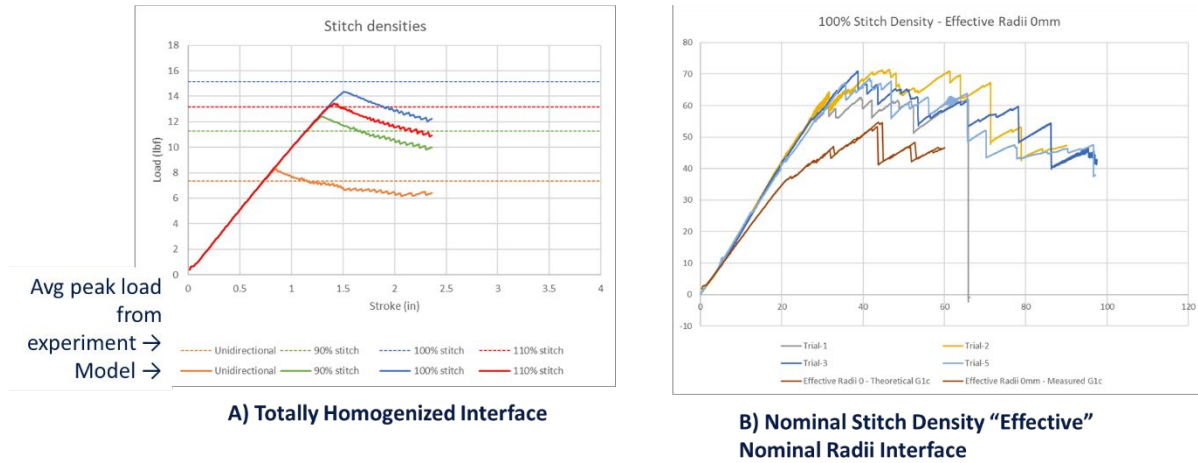 Stitch densities
18
16
14
12
10
8
6
4
2
0
Load (lbf)
0 0.5 1 1.5 2 2.5 3 3.5 4
Stroke (in)
Avg peak load
from
experiment →
Model →
Unidirectional 90% stitch 100% stitch 110% stitch
Unidirectional 90% stitch 100% stitch 110% stitch
A) Totally Homogenized Interface
100% Stitch Density - Effective Radii 0mm
80
70
60
50
40
30
20
10
0
-10
0 20 40 60 80 100 120
Trial-1 Trial-2
Trial-3 Trial-5
Effective Radii 0 - Theoretical G1c Effective Radii 0mm - Measured G1c
B) Nominal Stitch Density “Effective”
Nominal Radii Interface